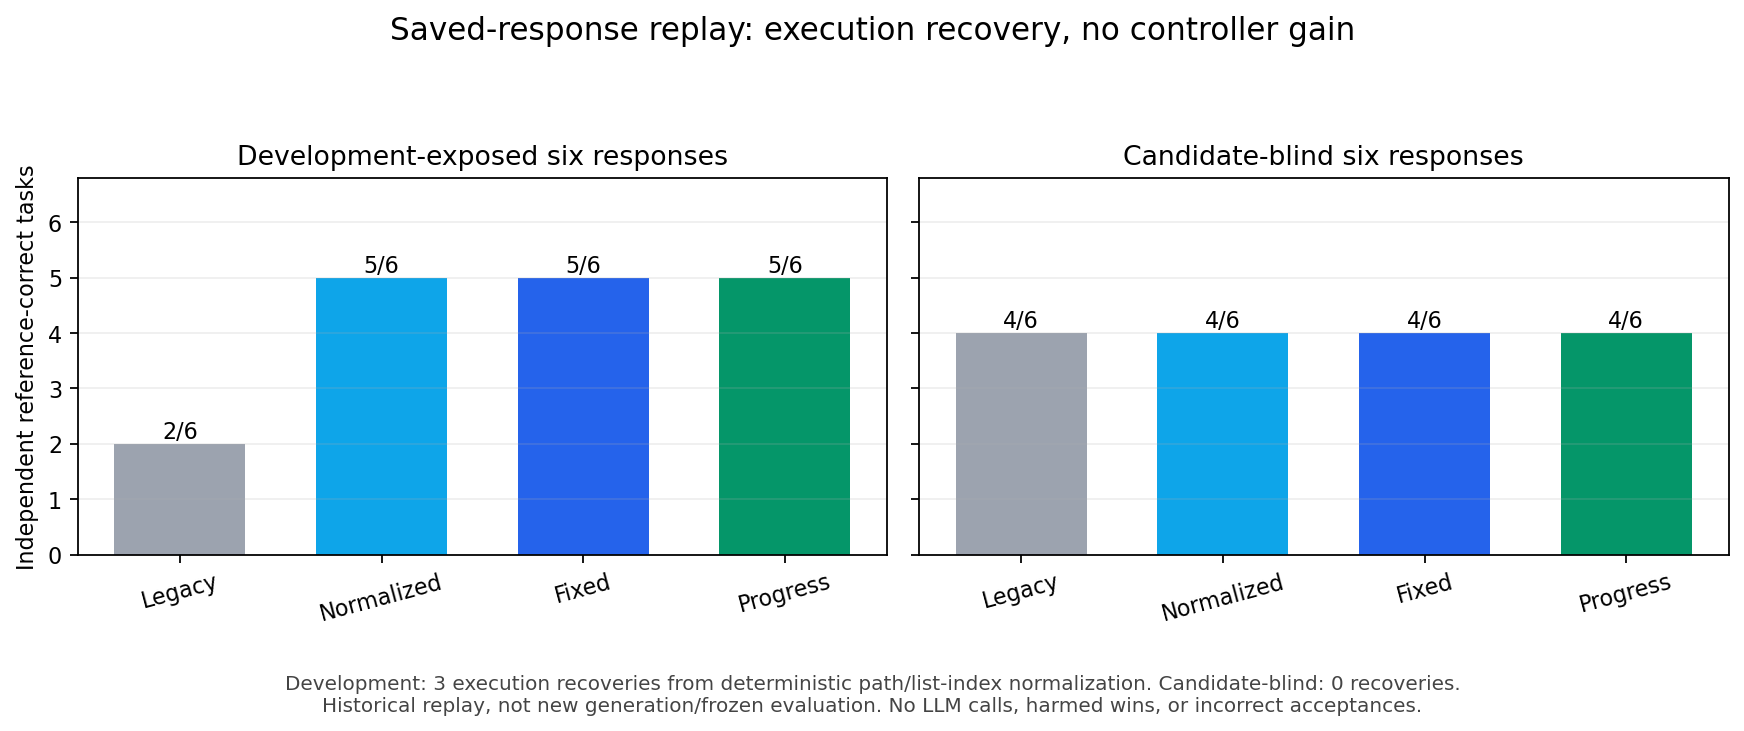 Saved-response replay: execution recovery, no controller gain
Development-exposed six responses
Independent reference-correct tasks
6
5
4
3
2
1
0
2/6
5/6
5/6
5/6
Legacy
Normalized
Fixed
Progress
Candidate-blind six responses
4/6
4/6
4/6
4/6
Legacy
Normalized
Fixed
Progress
Development: 3 execution recoveries from deterministic path/list-index normalization. Candidate-blind: 0 recoveries.
Historical replay, not new generation/frozen evaluation. No LLM calls, harmed wins, or incorrect acceptances.